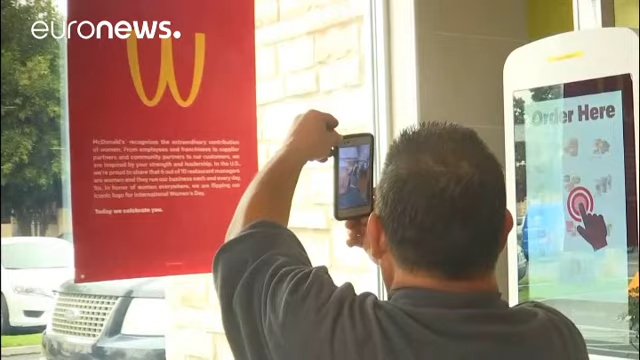 euronews.
McDonald's recognizes the extraordinary contribution
of women. From employees and franchisees to supplier
partners and community partners to our customers, we
are inspired by your strength and leadership. In the U.S.
we're proud to share that 6 out of 10 restaurant managers
are women and they run our business each and every day.
in honor of women everywhere, we are flipping our
iconic logo for International Women's Day.
Today we celebrate you.
Order Here